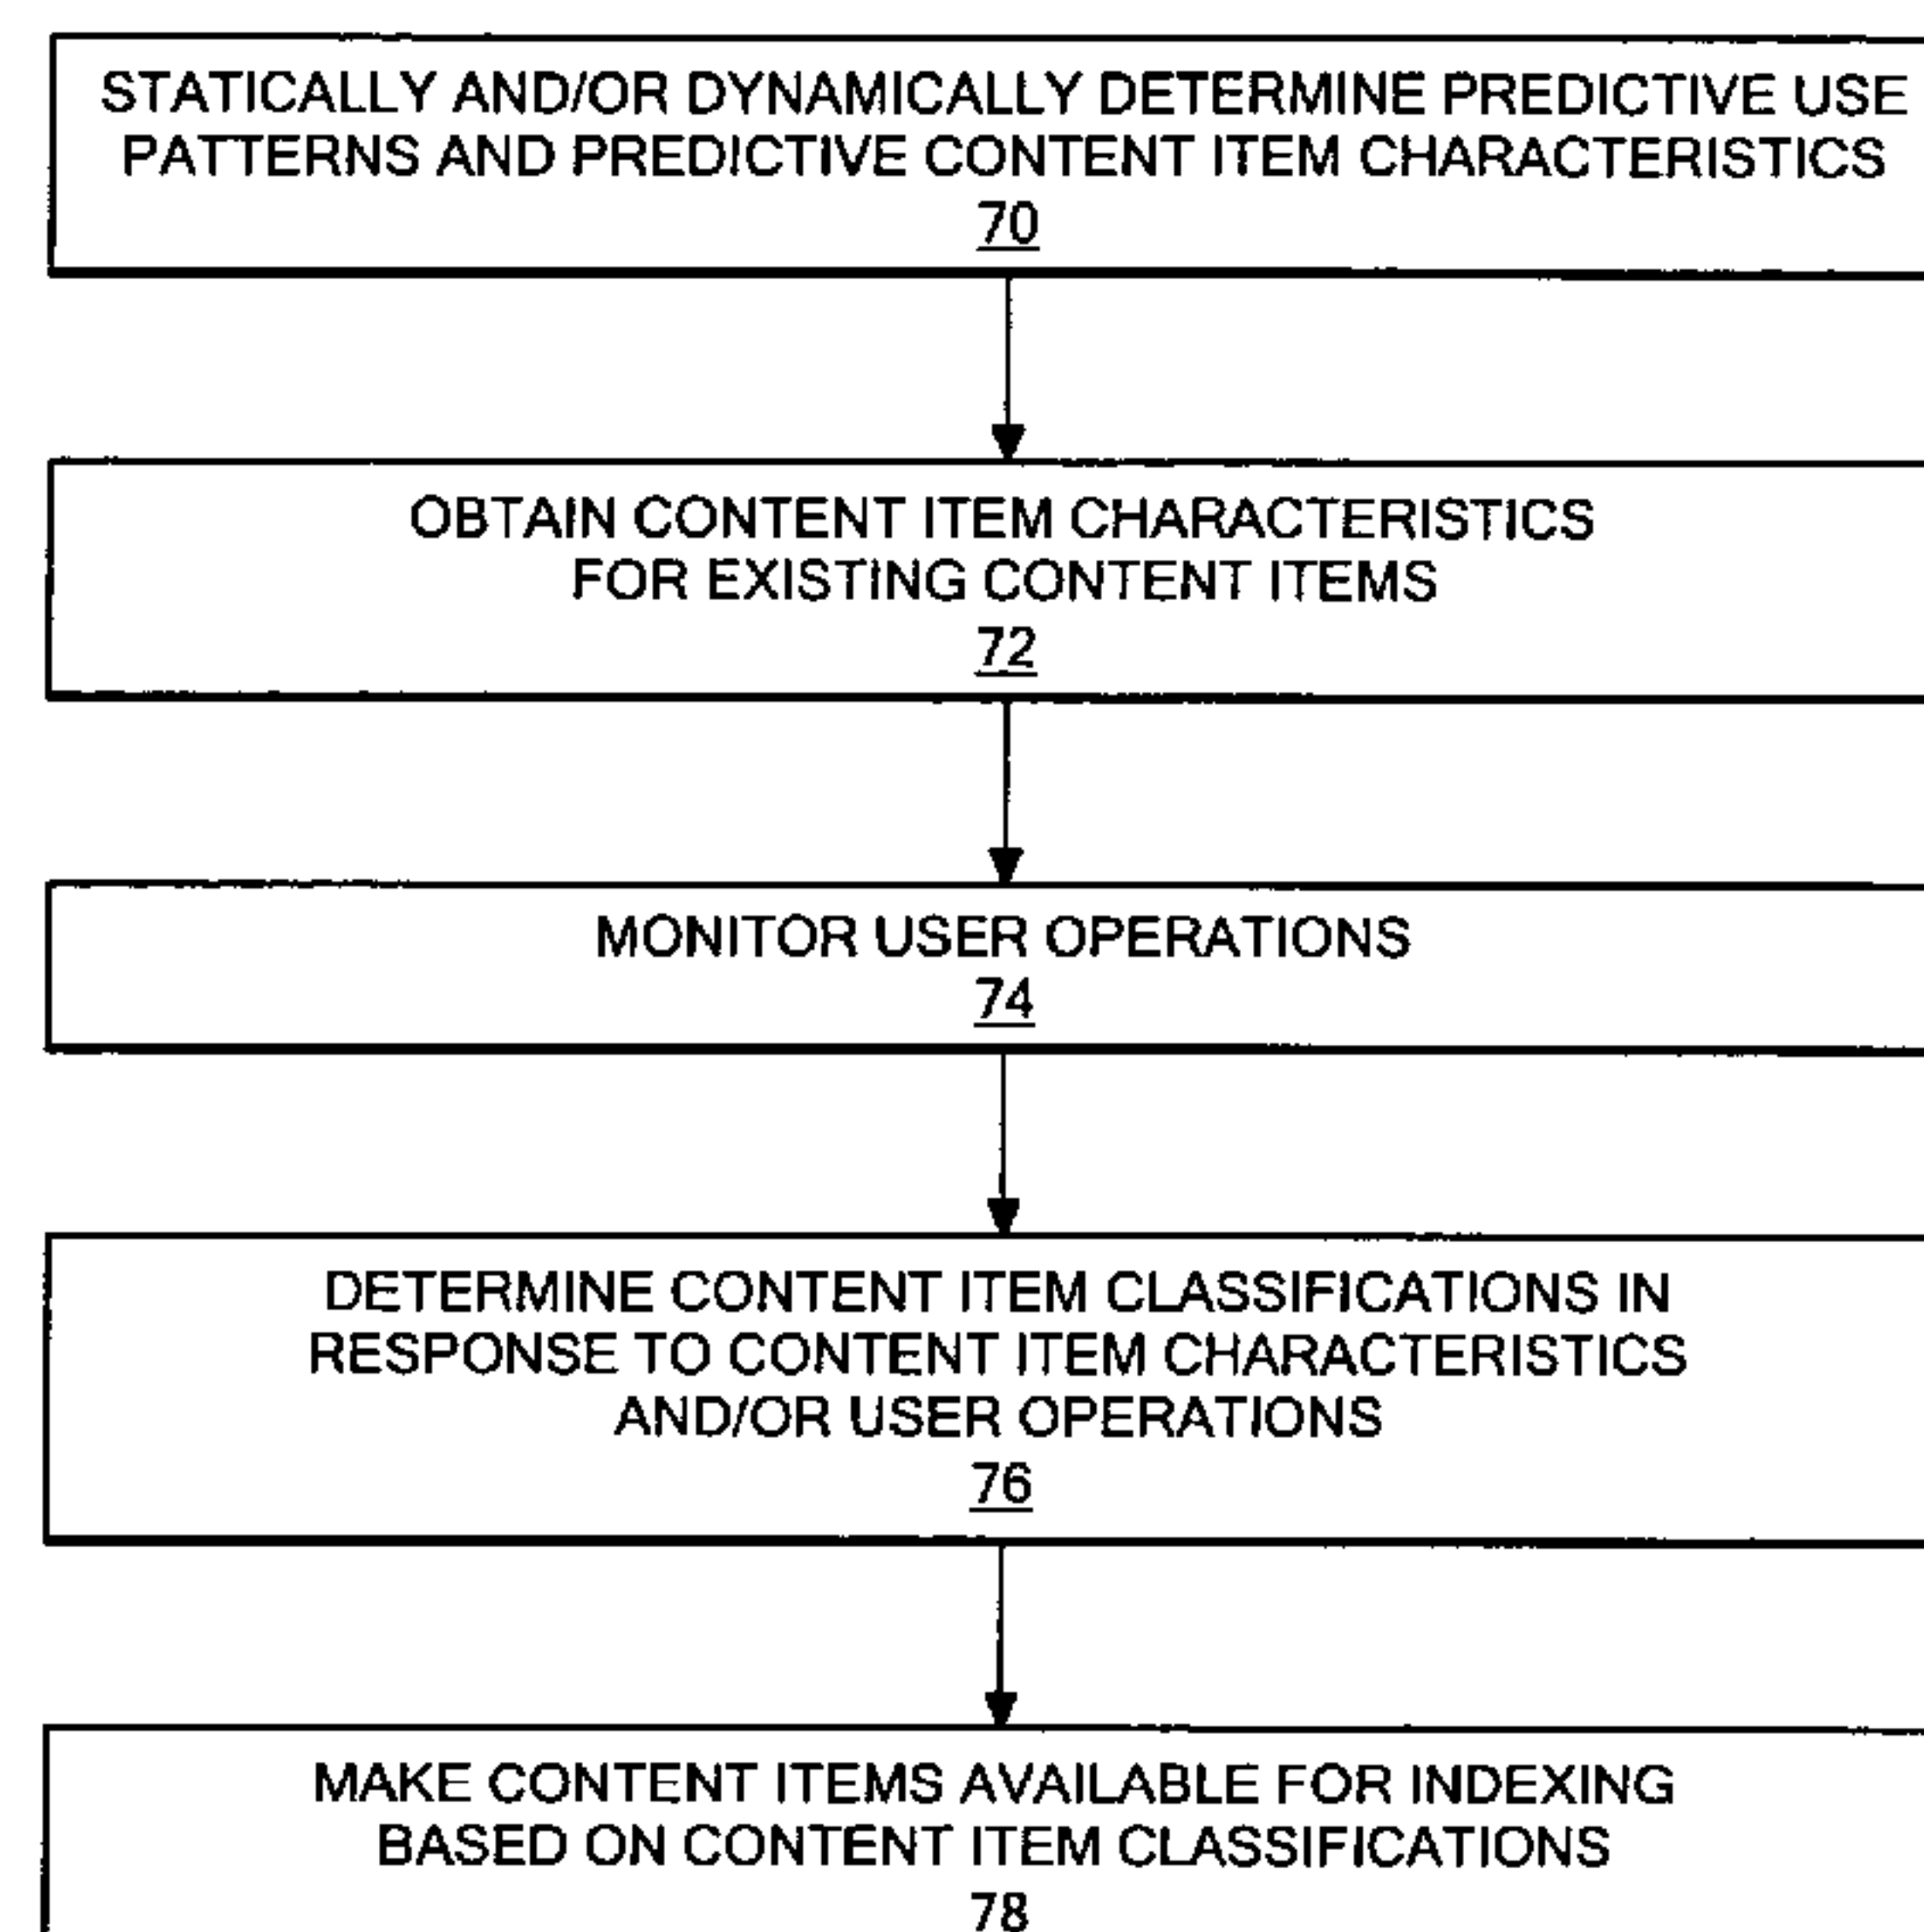 STATICALLY AND/OR DYNAMICALLY DETERMINE PREDICTIVE USE
PATTERNS AND PREDICTIVE CONTENT ITEM CHARACTERISTICS
70
OBTAIN CONTENT ITEM CHARACTERISTICS
FOR EXISTING CONTENT ITEMS
72
MONITOR USER OPERATIONS
74
DETERMINE CONTENT ITEM CLASSIFICATIONS IN
RESPONSE TO CONTENT ITEM CHARACTERISTICS
AND/OR USER OPERATIONS
76
MAKE CONTENT ITEMS AVAILABLE FOR INDEXING
BASED ON CONTENT ITEM CLASSIFICATIONS
78